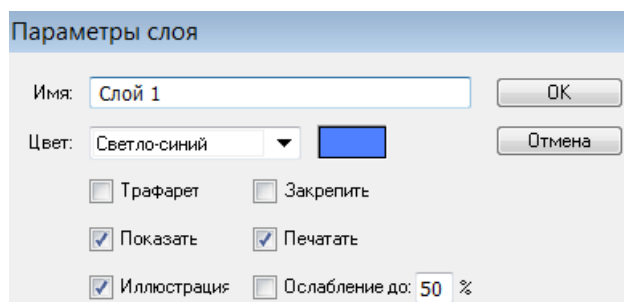 Параметры слоя
Имя: Слой 1 OK
Цвет: Светло-синий Отмена
Трафарет Закрепить
Показать Печатать
Иллюстрация Ослабление до: 50 %